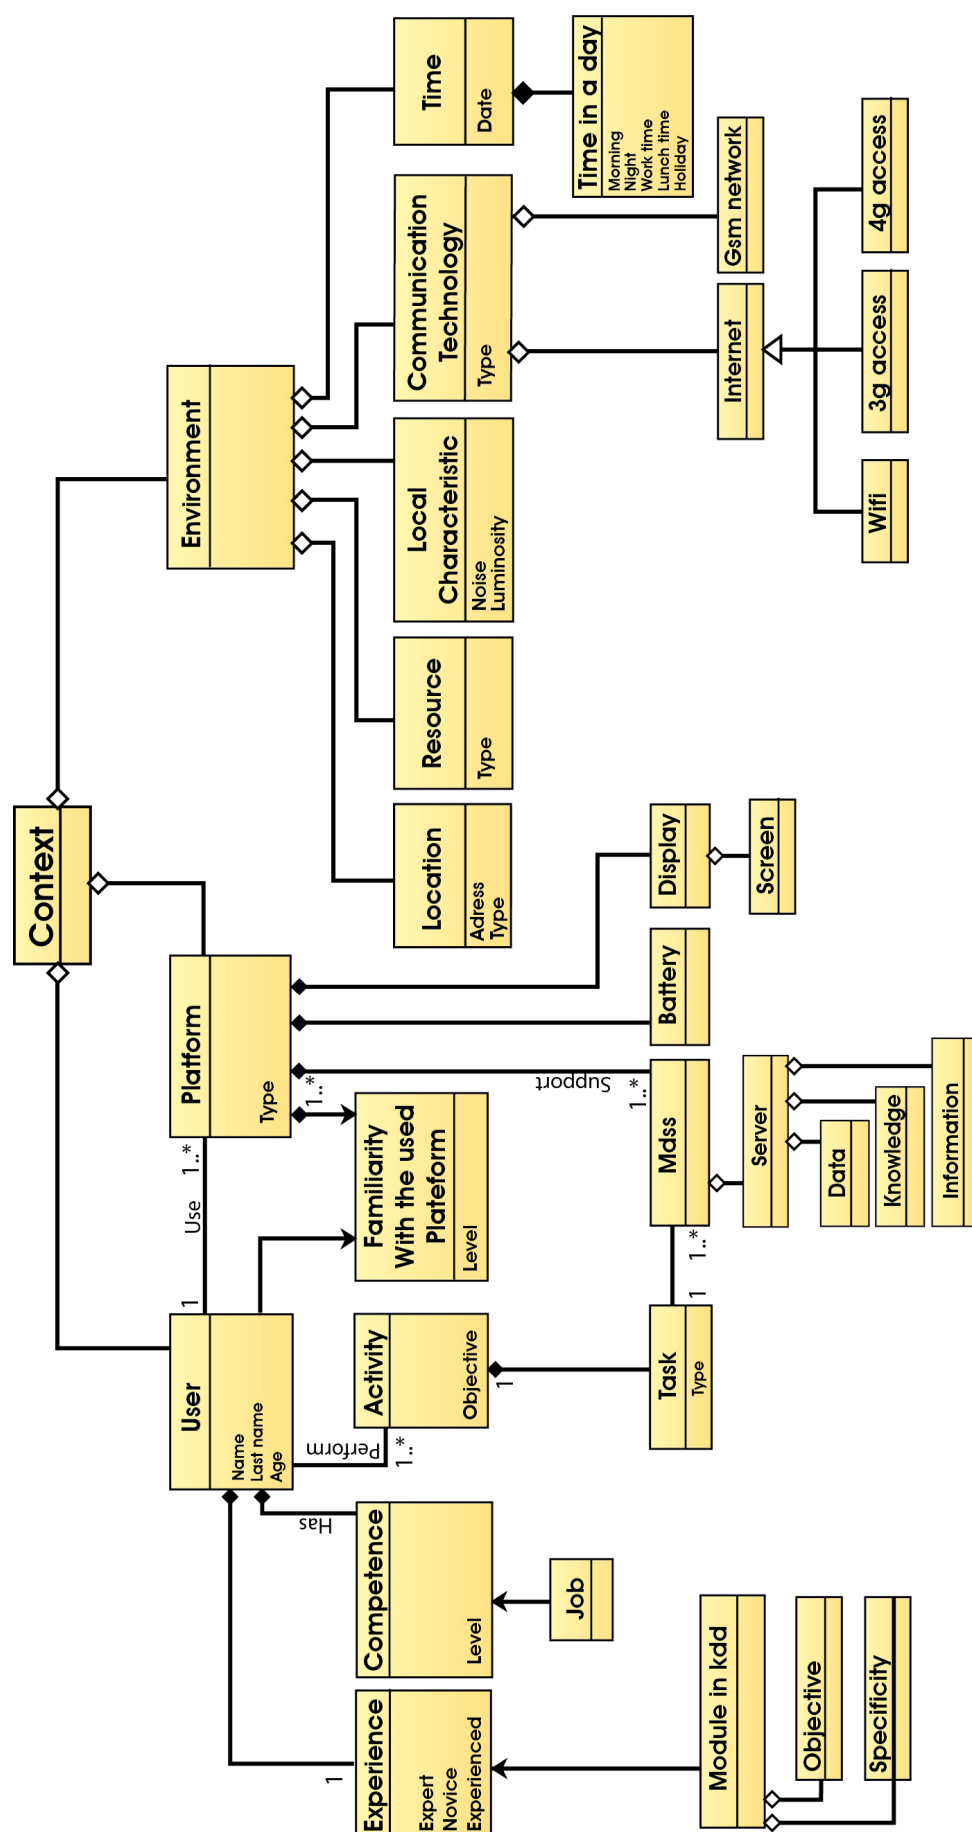 Context
User
Name
Last name
Age
1
Use
1..*
Platform
Type
Environment
1
Experience
Expert
Novice
Experienced
Has
Competence
Level
Perform
1..*
Activity
Objective
1
Familiarity
With the used
Plateform
Level
1..*
Support
1..*
Location
Adress
Type
Resource
Type
Local
Characteristic
Noise
Luminosity
Communication
Technology
Type
Time
Date
Time in a day
Morning
Night
Work time
Lunch time
Holiday
Job
Task
Type
1
1..*
Mdss
Battery
Display
Screen
Server
Data
Knowledge
Information
Internet
Gsm network
Wifi
3g access
4g access
Module in kdd
Objective
Specificity